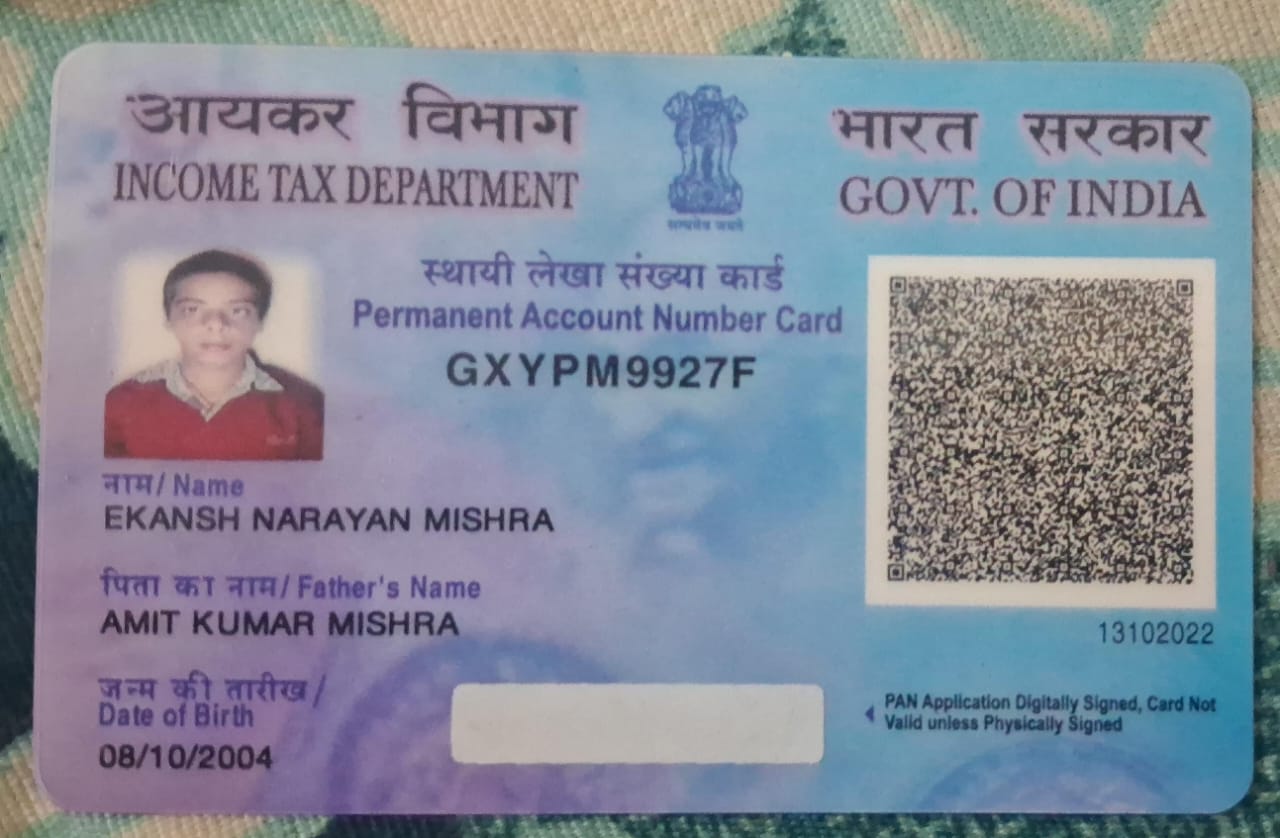 आयकर विभाग
INCOME TAX DEPARTMENT
सत्यमेव जयते
भारत सरकार
GOVT. OF INDIA
स्थायी लेखा संख्या कार्ड
Permanent Account Number Card
GXYPM9927F
नाम / Name
EKANSH NARAYAN MISHRA
पिता का नाम / Father's Name
AMIT KUMAR MISHRA
जन्म की तारीख /
Date of Birth
08/10/2004
13102022
PAN Application Digitally Signed, Card Not
Valid unless Physically Signed